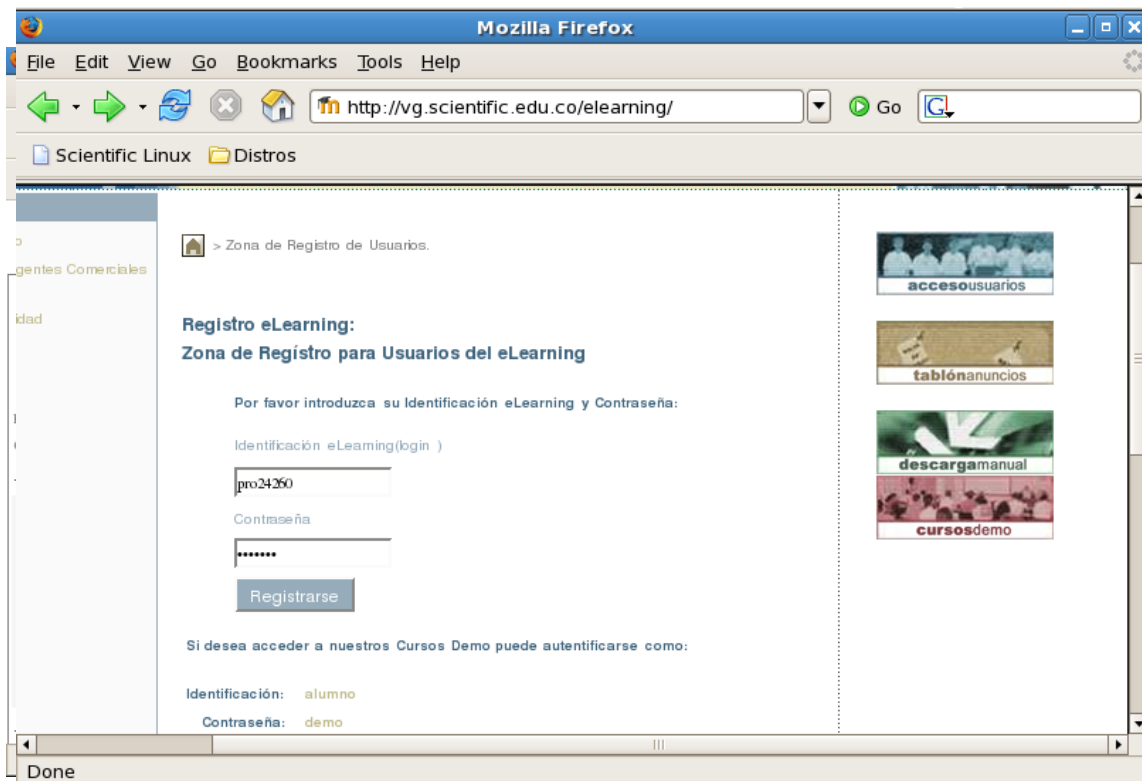 Mozilla Firefox
File Edit View Go Bookmarks Tools Help
http://vg.scientific.edu.co/elearning/ Go G
Scientific Linux Distros
gentes Comerciales
idad
> Zona de Registro de Usuarios.
Registro eLearning:
Zona de Regístro para Usuarios del eLearning
Por favor introduzca su Identificación eLearning y Contraseña:
Identificación eLearning(login )
pro24260
Contraseña
•••••••
Registrarse
Si desea acceder a nuestros Cursos Demo puede autentificarse como:
Identificación: alumno
Contraseña: demo
accesousuarios
tablónanuncios
descargamanual
cursosdemo
Done